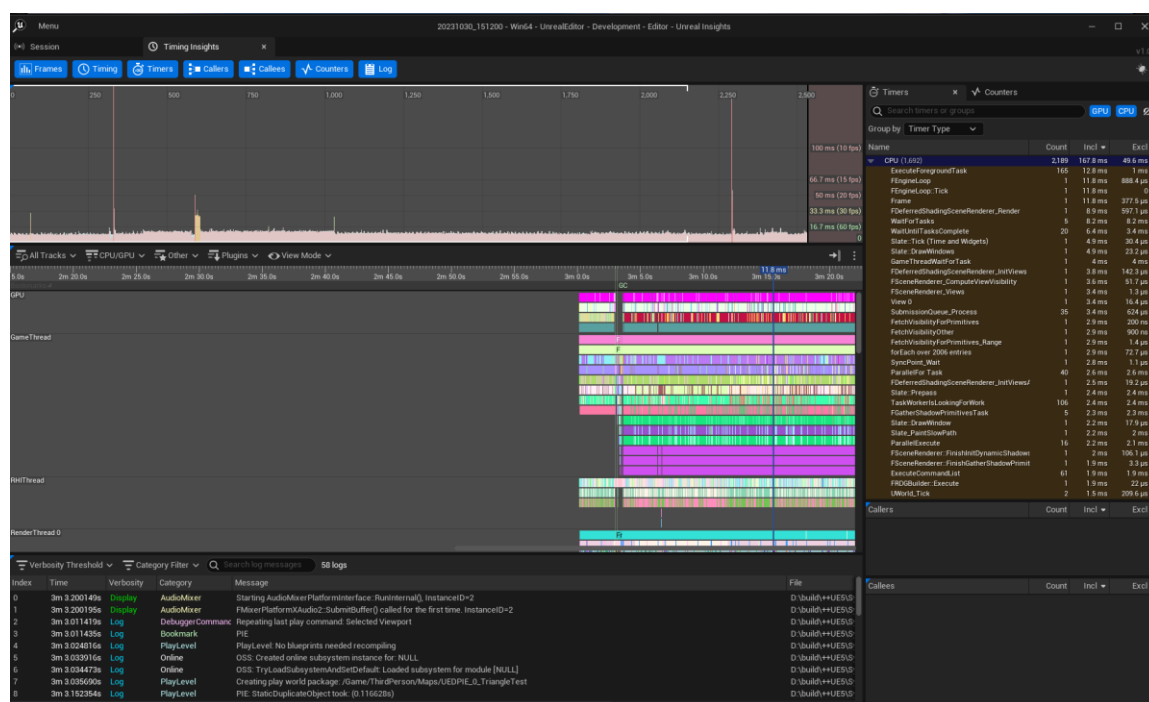 Menu
20231030_151200 - Win64 - UnrealEditor - Development - Editor - Unreal Insights
Session
Timing Insights
Frames Timing Timers Callers Callees Counters Log
0 250 500 750 1,000 1,250 1,500 1,750 2,000 2,250 2,500
100 ms (10 fps)
66.7 ms (15 fps)
50 ms (20 fps)
33.3 ms (30 fps)
16.7 ms (60 fps)
0
All Tracks CPU/GPU Other Plugins View Mode
11.8 ms
5.0s 2m 20.0s 2m 25.0s 2m 30.0s 2m 35.0s 2m 40.0s 2m 45.0s 2m 50.0s 2m 55.0s 3m 0.0s 3m 5.0s 3m 10.0s 3m 15.0s 3m 20.0s
GC
GPU
GameThread
F
F
RHIThread
RenderThread 0
Fr
Verbosity Threshold Category Filter Search log messages 58 logs
Index Time Verbosity Category Message File
0 3m 3.200149s Display AudioMixer Starting AudioMixerPlatformInterface::RunInternal(), InstanceID=2 D:\build\++UE5\S
1 3m 3.200195s Display AudioMixer FMixerPlatformXAudio2::SubmitBuffer() called for the first time. InstanceID=2 D:\build\++UE5\S
2 3m 3.011419s Log DebuggerCommanc Repeating last play command: Selected Viewport D:\build\++UE5\S
3 3m 3.011435s Log Bookmark PIE D:\build\++UE5\S
4 3m 3.024816s Log PlayLevel PlayLevel: No blueprints needed recompiling D:\build\++UE5\S
5 3m 3.033916s Log Online OSS: Created online subsystem instance for: NULL D:\build\++UE5\S
6 3m 3.034473s Log Online OSS: TryLoadSubsystemAndSetDefault: Loaded subsystem for module [NULL] D:\build\++UE5\S
7 3m 3.035690s Log PlayLevel Creating play world package: /Game/ThirdPerson/Maps/UEDPIE_0_TriangleTest D:\build\++UE5\S
8 3m 3.152354s Log PlayLevel PIE: StaticDuplicateObject took: (0.116628s) D:\build\++UE5\S
Timers Counters
Search timers or groups GPU CPU
Group by Timer Type
Name Count Incl Excl
CPU (1,692) 2,189 167.8 ms 49.6 ms
ExecuteForegroundTask 165 12.8 ms 1 ms
FEngineLoop 1 11.8 ms 888.4 µs
FEngineLoop::Tick 1 11.8 ms 0
Frame 1 11.8 ms 377.5 µs
FDeferredShadingSceneRenderer_Render 1 8.9 ms 597.1 µs
WaitForTasks 5 8.2 ms 8.2 ms
WaitUntilTasksComplete 20 6.4 ms 3.4 ms
Slate::Tick (Time and Widgets) 1 4.9 ms 30.4 µs
Slate::DrawWindows 1 4.9 ms 23.2 µs
GameThreadWaitForTask 1 4 ms 4 ms
FDeferredShadingSceneRenderer_InitViews 1 3.8 ms 142.3 µs
FSceneRenderer_ComputeViewVisibility 1 3.6 ms 51.7 µs
FSceneRenderer_Views 1 3.4 ms 1.3 µs
View 0 1 3.4 ms 16.4 µs
SubmissionQueue_Process 35 3.4 ms 624 µs
FetchVisibilityForPrimitives 1 2.9 ms 200 ns
FetchVisibilityOther 1 2.9 ms 900 ns
FetchVisibilityForPrimitives_Range 1 2.9 ms 1.4 µs
forEach over 2006 entries 1 2.9 ms 72.7 µs
SyncPoint_Wait 1 2.8 ms 1.1 µs
ParallelFor Task 40 2.6 ms 2.6 ms
FDeferredShadingSceneRenderer_InitViews/ 1 2.5 ms 19.2 µs
Slate::Prepass 1 2.4 ms 2.4 ms
TaskWorkerIsLookingForWork 106 2.4 ms 2.4 ms
FGatherShadowPrimitivesTask 5 2.3 ms 2.3 ms
Slate::DrawWindow 1 2.2 ms 17.9 µs
Slate_PaintSlowPath 1 2.2 ms 2 ms
ParallelExecute 16 2.2 ms 2.1 ms
FSceneRenderer::FinishInitDynamicShadows 1 2 ms 106.1 µs
FSceneRenderer::FinishGatherShadowPrimit 1 1.9 ms 3.3 µs
ExecuteCommandList 61 1.9 ms 1.9 ms
FRDGBuilder::Execute 1 1.9 ms 22 µs
UWorld_Tick 2 1.5 ms 209.6 µs
Callers Count Incl Excl
Callees Count Incl Excl